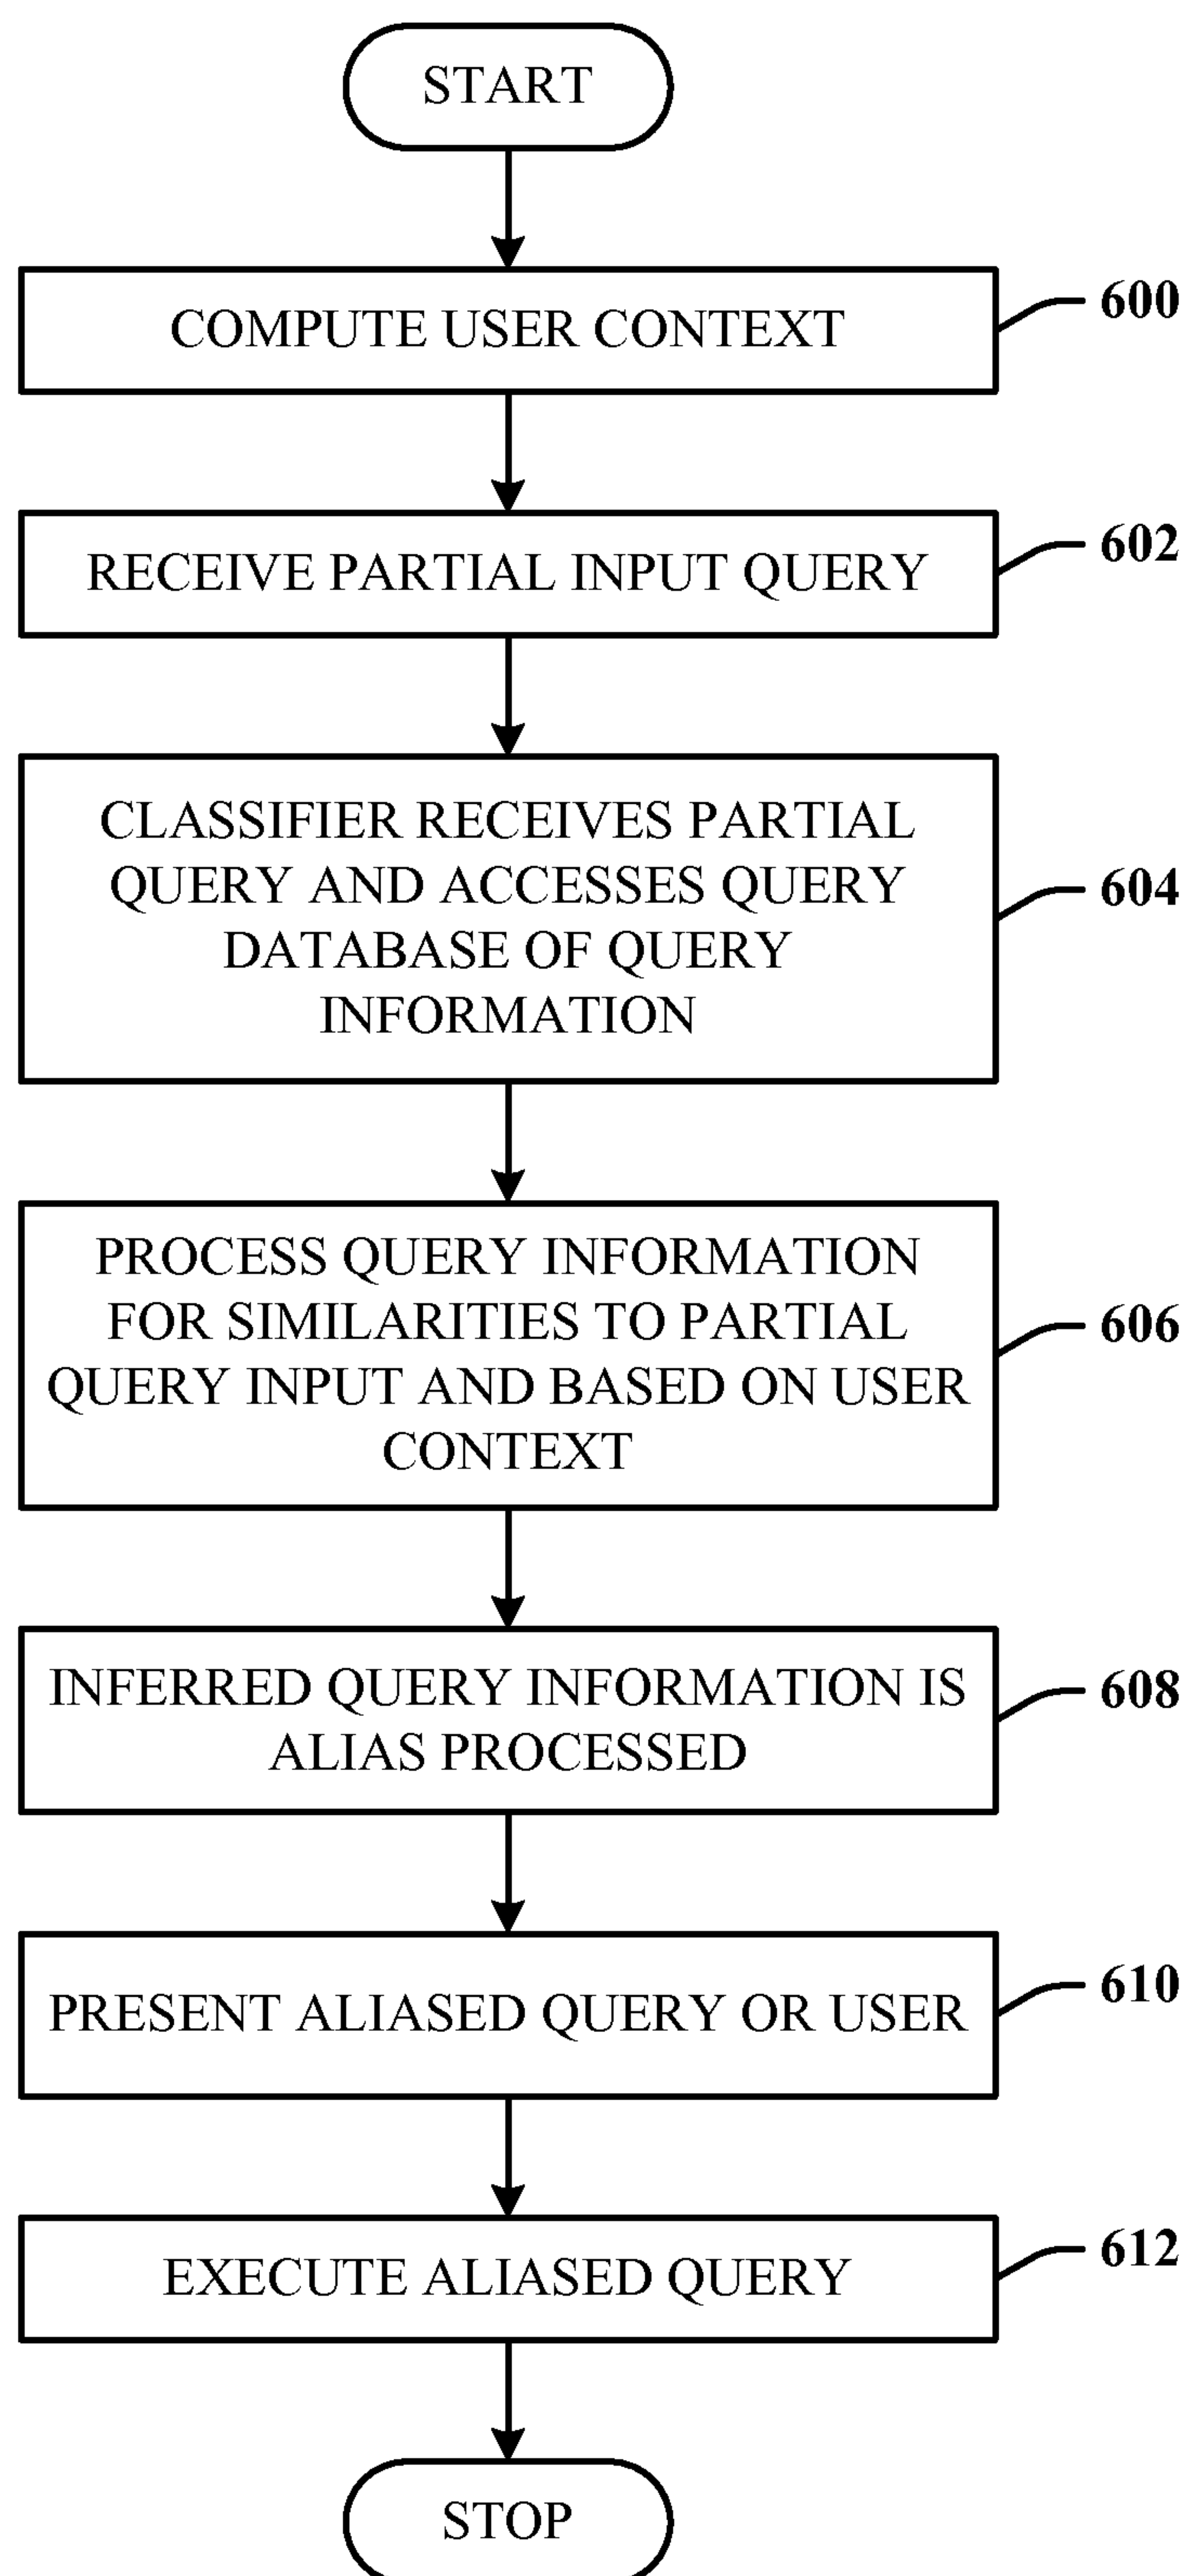 START
COMPUTE USER CONTEXT
600
RECEIVE PARTIAL INPUT QUERY
602
CLASSIFIER RECEIVES PARTIAL
QUERY AND ACCESSES QUERY
DATABASE OF QUERY
INFORMATION
604
PROCESS QUERY INFORMATION
FOR SIMILARITIES TO PARTIAL
QUERY INPUT AND BASED ON USER
CONTEXT
606
INFERRED QUERY INFORMATION IS
ALIAS PROCESSED
608
PRESENT ALIASED QUERY OR USER
610
EXECUTE ALIASED QUERY
612
STOP